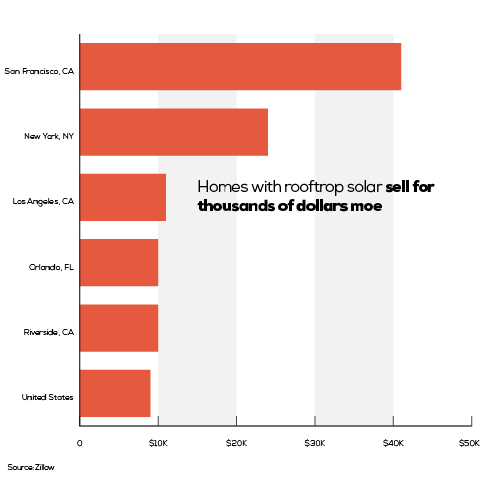 San Francisco, CA
New York, NY
Homes with rooftrop solar sell for
thousands of dollars moe
Los Angeles, CA
Orlando, FL
Riverside, CA
United States
0 $10K $20K $30K $40K $50K
Source:Zillow